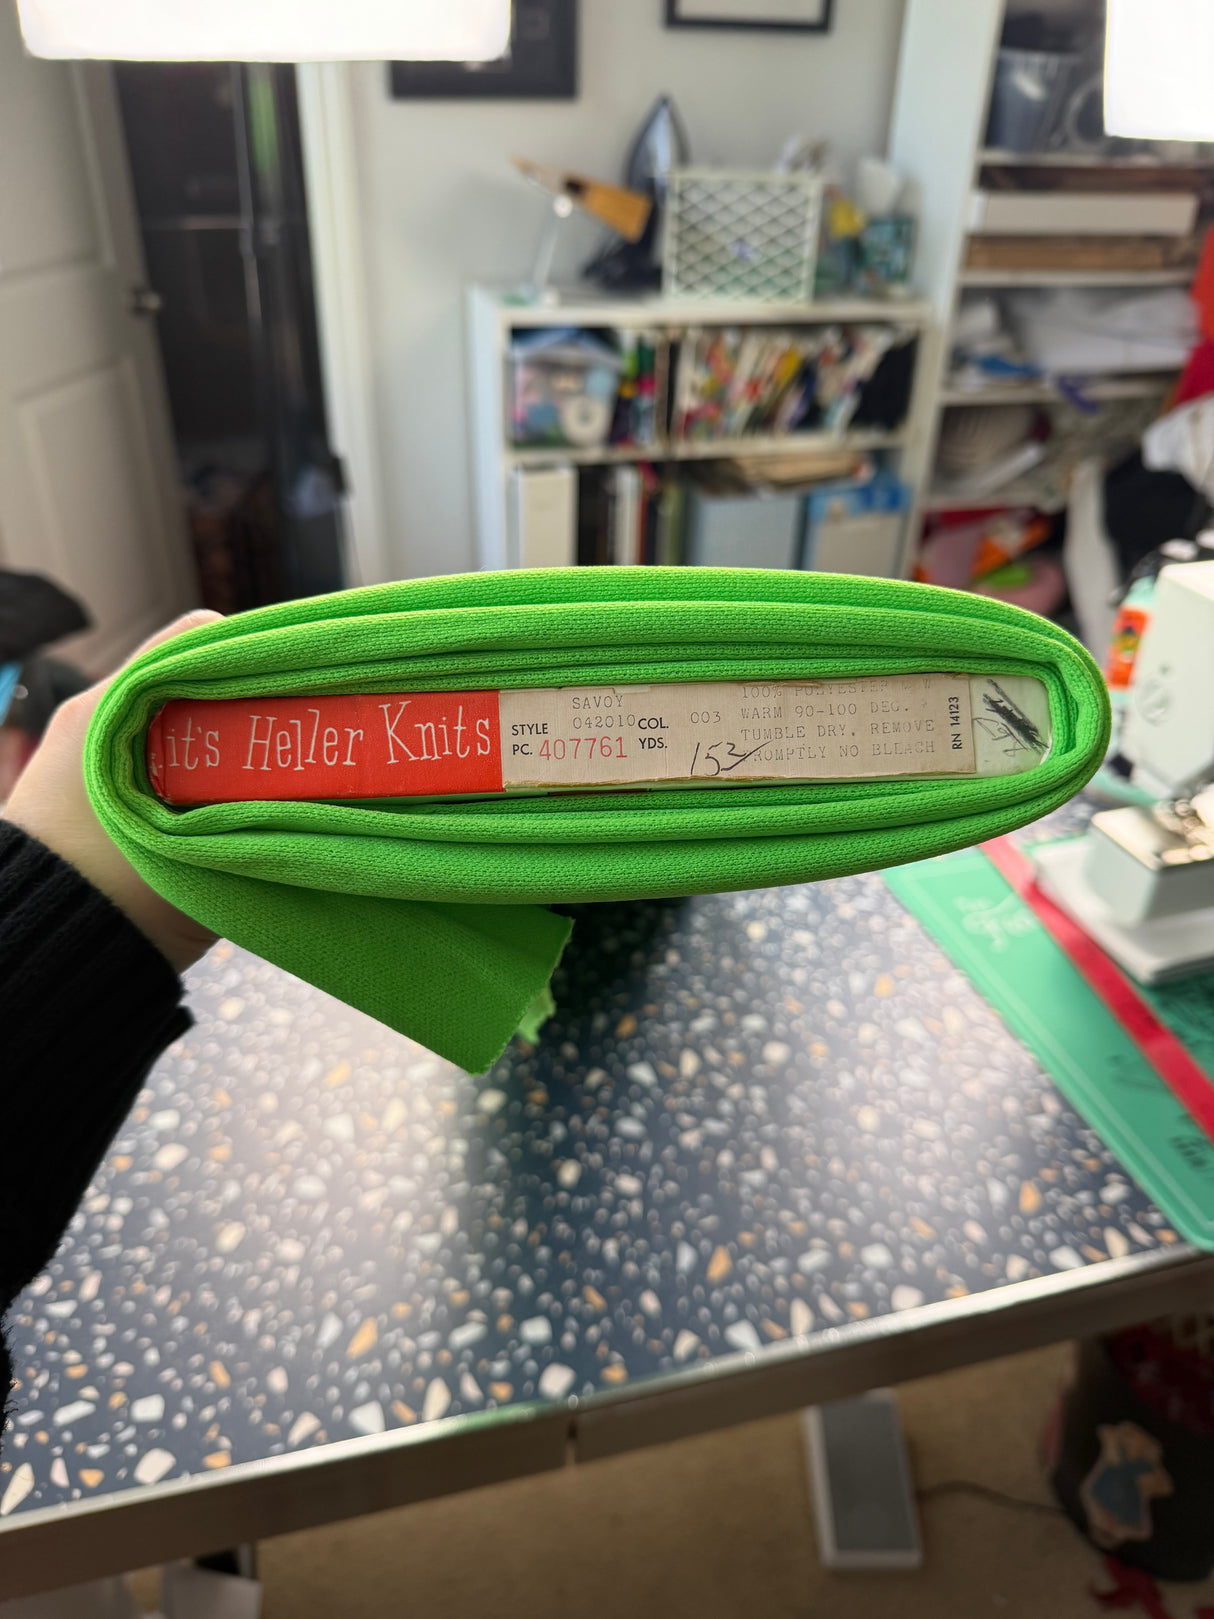 it's Heller Knits
SAVOY
STYLE 042010 COL. 003
PC. 407761 YDS. 153
100% POLYESTER W
WARM 90-100 DEG.
TUMBLE DRY, REMOVE
PROMPTLY NO BLEACH
RN 14123